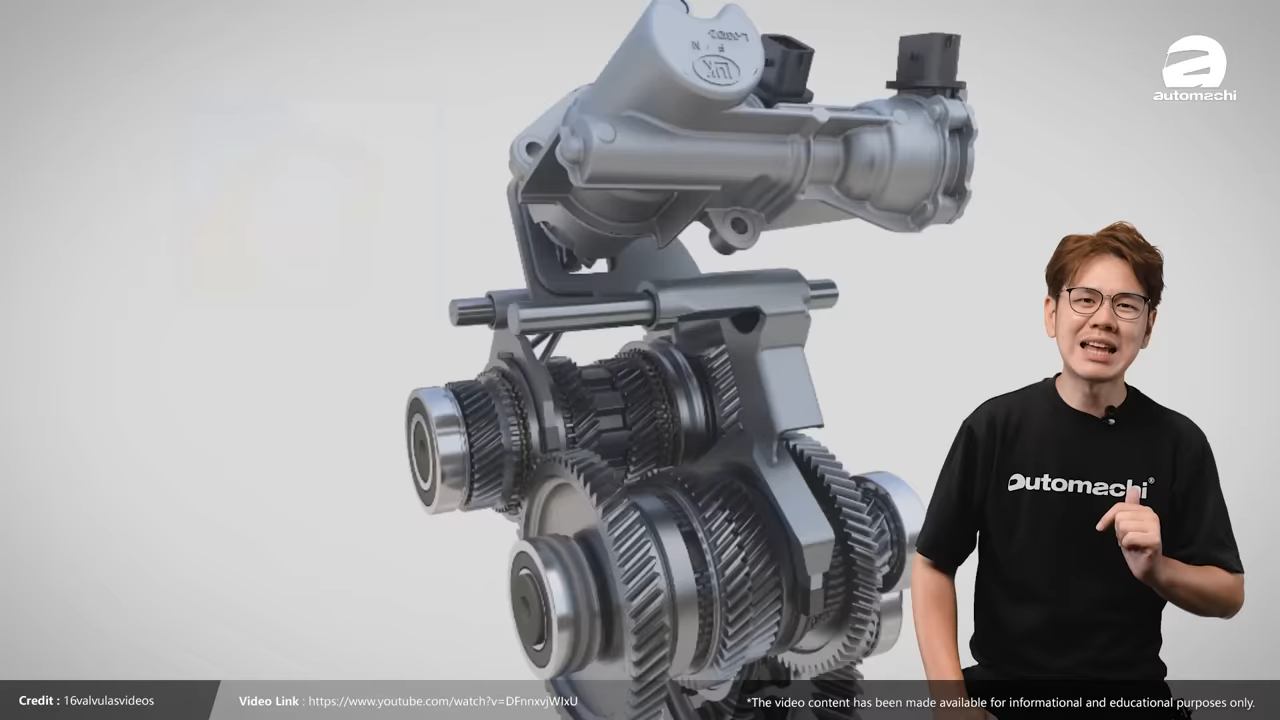 automachi
LUK
automachi®
Credit : 16valvulasvideos
Video Link : https://www.youtube.com/watch?v=DFnnxvjWIxU
*The video content has been made available for informational and educational purposes only.